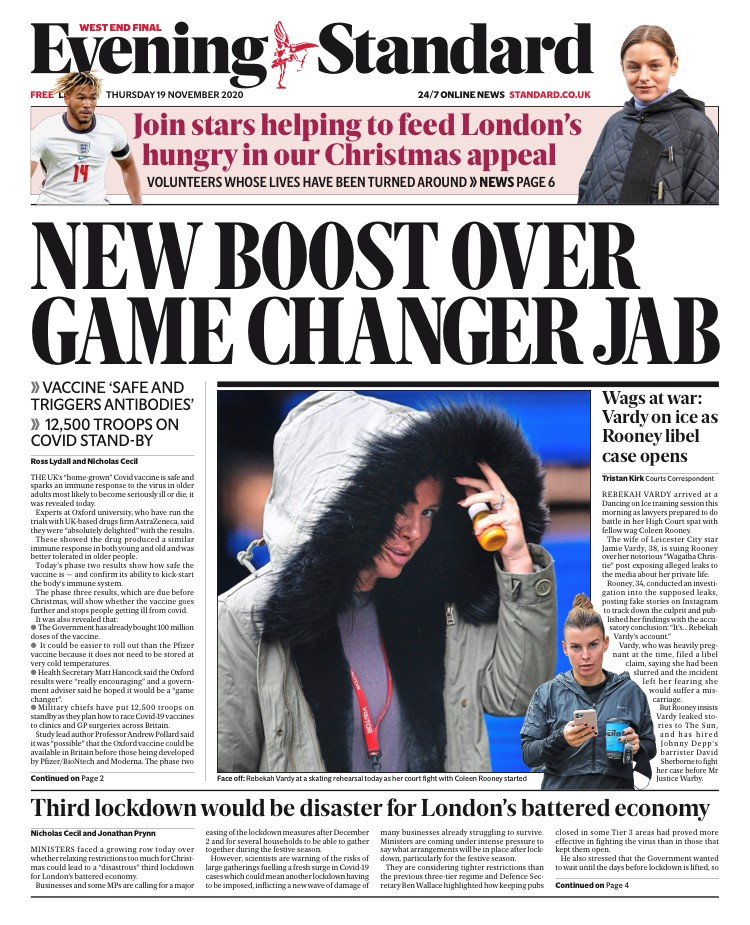 WEST END FINAL
Evening Standard
FREE
THURSDAY 19 NOVEMBER 2020
24/7 ONLINE NEWS STANDARD.CO.UK
14
Join stars helping to feed London’s
hungry in our Christmas appeal
VOLUNTEERS WHOSE LIVES HAVE BEEN TURNED AROUND » NEWS PAGE 6
NEW BOOST OVER
GAME CHANGER JAB
» VACCINE ‘SAFE AND
TRIGGERS ANTIBODIES’
» 12,500 TROOPS ON
COVID STAND-BY
Ross Lydall and Nicholas Cecil
THE UK’s “home-grown” Covid vaccine is safe and
sparks an immune response to the virus in older
adults most likely to become seriously ill or die, it
was revealed today.
Experts at Oxford university, who have run the
trials with UK-based drugs firm AstraZeneca, said
they were “absolutely delighted” with the results.
These showed the drug produced a similar
immune response in both young and old and was
better tolerated in older people.
Today’s phase two results show how safe the
vaccine is — and confirm its ability to kick-start
the body’s immune system.
The phase three results, which are due before
Christmas, will show whether the vaccine goes
further and stops people getting ill from covid.
It was also revealed that:
● The Government has already bought 100 million
doses of the vaccine.
● It could be easier to roll out than the Pfizer
vaccine because it does not need to be stored at
very cold temperatures.
● Health Secretary Matt Hancock said the Oxford
results were “really encouraging” and a govern-
ment adviser said he hoped it would be a “game
changer”.
● Military chiefs have put 12,500 troops on
standby as they plan how to race Covid-19 vaccines
to clinics and GP surgeries across Britain.
Study lead author Professor Andrew Pollard said
it was “possible” that the Oxford vaccine could be
available in Britain before those being developed
by Pfizer/BioNtech and Moderna. The phase two
Continued on Page 2
VISITOR
Face off: Rebekah Vardy at a skating rehearsal today as her court fight with Coleen Rooney started
Wags at war:
Vardy on ice as
Rooney libel
case opens
Tristan Kirk Courts Correspondent
REBEKAH VARDY arrived at a
Dancing on Ice training session this
morning as lawyers prepared to do
battle in her High Court spat with
fellow wag Coleen Rooney.
The wife of Leicester City star
Jamie Vardy, 38, is suing Rooney
over her notorious “Wagatha Chris-
tie” post exposing alleged leaks to
the media about her private life.
Rooney, 34, conducted an investi-
gation into the supposed leaks,
posting fake stories on Instagram
to track down the culprit and pub-
lished her findings with the accu-
satory conclusion: “It’s... Rebekah
Vardy’s account.”
Vardy, who was heavily preg-
nant at the time, filed a libel
claim, saying she had been
slurred and the incident
left her fearing she
would suffer a mis-
carriage.
But Rooney insists
Vardy leaked sto-
ries to The Sun,
and has hired
Johnny Depp’s
barrister David
Sherborne to fight
her case before Mr
Justice Warby.
Third lockdown would be disaster for London’s battered economy
Nicholas Cecil and Jonathan Prynn
MINISTERS faced a growing row today over
whether relaxing restrictions too much for Christ-
mas could lead to a “disastrous” third lockdown
for London’s battered economy.
Businesses and some MPs are calling for a major
easing of the lockdown measures after December
2 and for several households to be able to gather
together during the festive season.
However, scientists are warning of the risks of
large gatherings fuelling a fresh surge in Covid-19
cases which could mean another lockdown having
to be imposed, inflicting a new wave of damage on
many businesses already struggling to survive.
Ministers are coming under intense pressure to
say what arrangements will be in place after lock-
down, particularly for the festive season.
They are considering tighter restrictions than
the previous three-tier regime and Defence Sec-
retary Ben Wallace highlighted how keeping pubs
closed in some Tier 3 areas had proved more
effective in fighting the virus than in those that
kept them open.
He also stressed that the Government wanted
to wait until the days before lockdown is lifted, so
Continued on Page 4